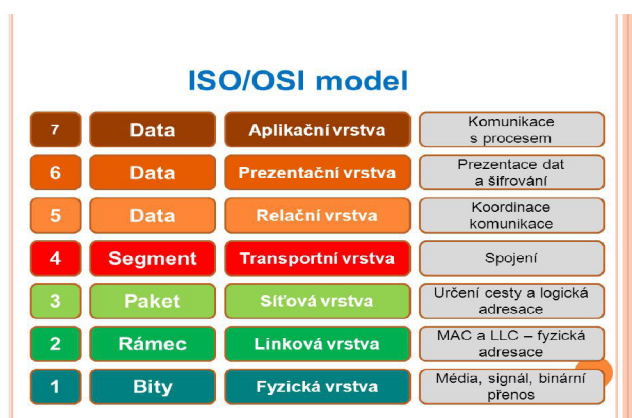 ISO/OSI model
7 Data Aplikační vrstva Komunikace
s procesem
6 Data Prezentační vrstva Prezentace dat
a šifrování
5 Data Relační vrstva Koordinace
komunikace
4 Segment Transportní vrstva Spojení
3 Paket Síťová vrstva Určení cesty a logická
adresace
2 Rámec Linková vrstva MAC a LLC – fyzická
adresace
1 Bity Fyzická vrstva Média, signál, binární
přenos